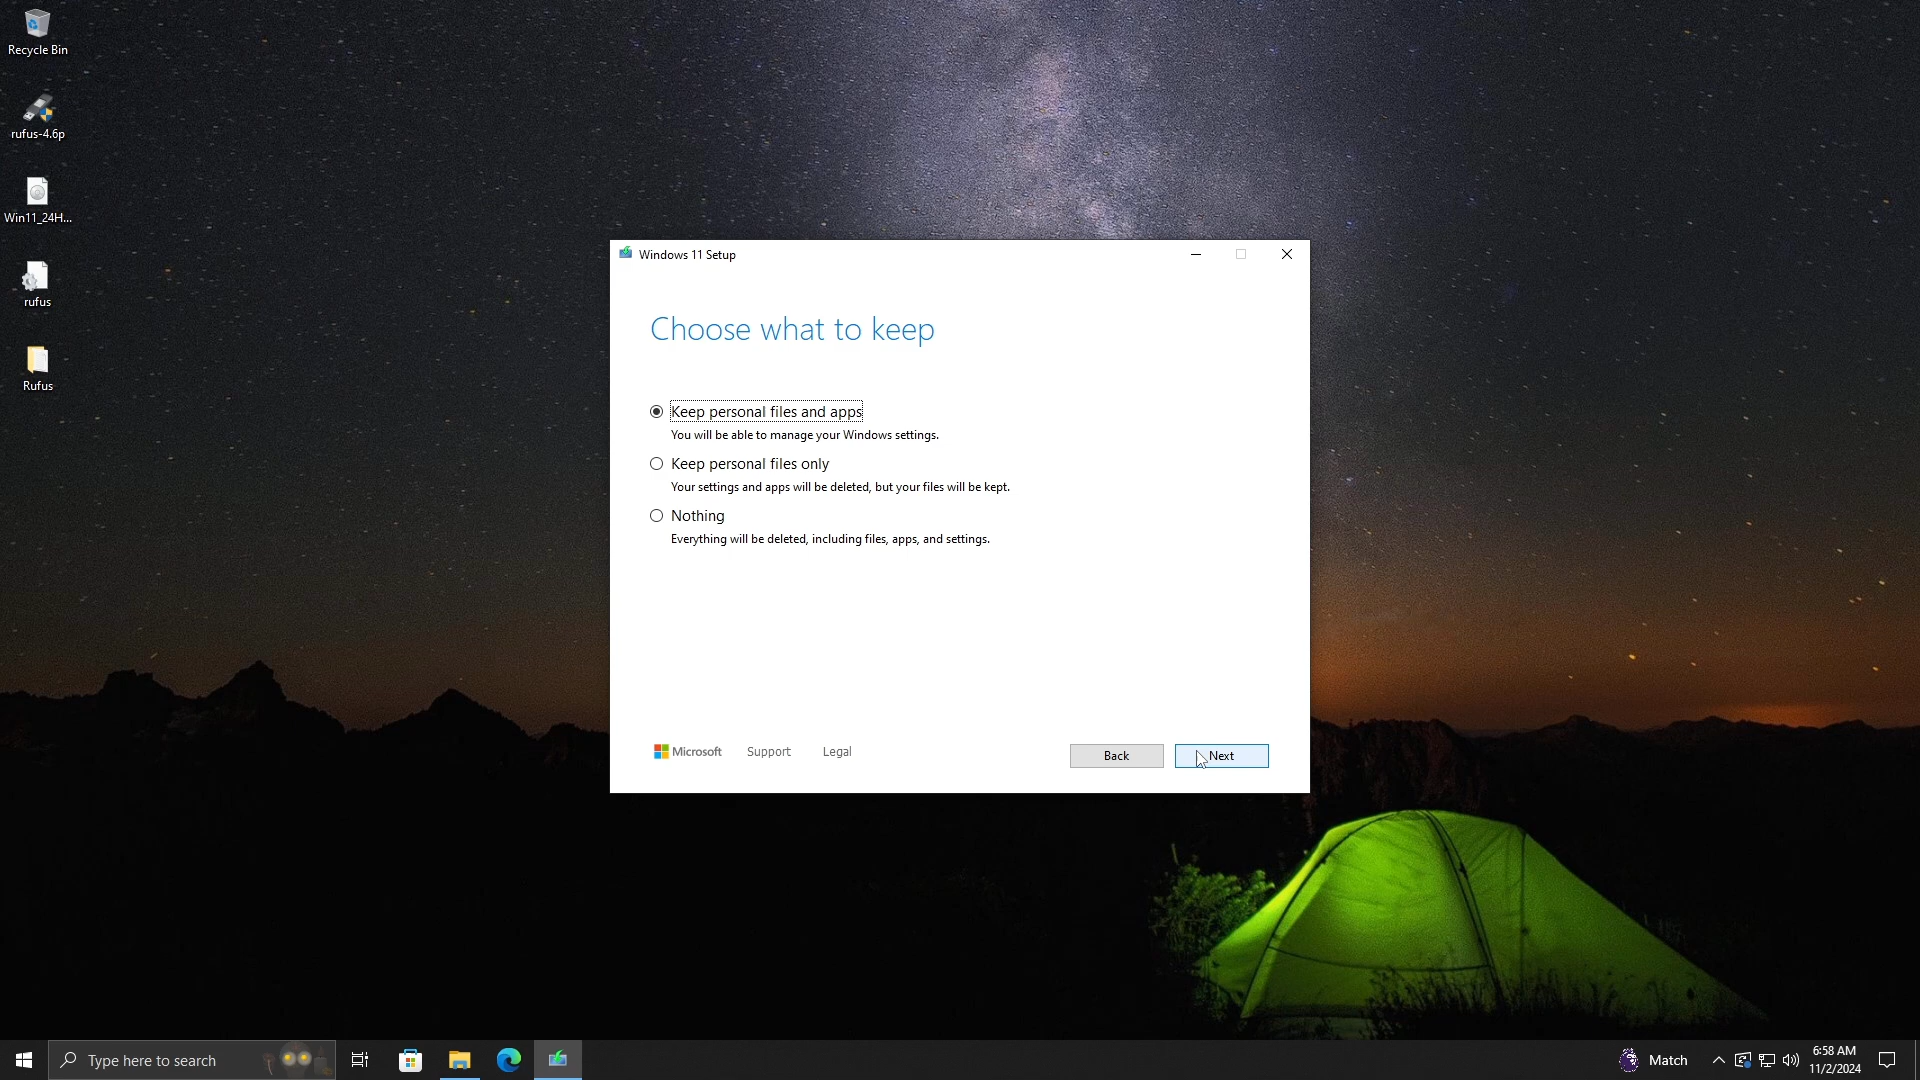 Recycle Bin
rufus-4.6p
Win11_24H...
rufus
Rufus
Windows 11 Setup
Choose what to keep
Keep personal files and apps
You will be able to manage your Windows settings.
Keep personal files only
Your settings and apps will be deleted, but your files will be kept.
Nothing
Everything will be deleted, including files, apps, and settings.
Microsoft Support Legal
Back Next
Type here to search
Match
6:58 AM
11/2/2024